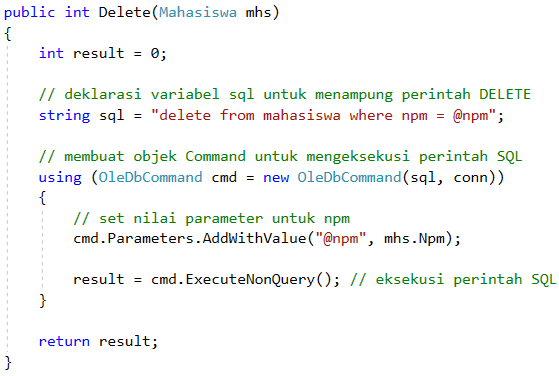 public int Delete(Mahasiswa mhs)
{
    int result = 0;

    // deklarasi variabel sql untuk menampung perintah DELETE
    string sql = "delete from mahasiswa where npm = @npm";

    // membuat objek Command untuk mengeksekusi perintah SQL
    using (OleDbCommand cmd = new OleDbCommand(sql, conn))
    {
        // set nilai parameter untuk npm
        cmd.Parameters.AddWithValue("@npm", mhs.Npm);

        result = cmd.ExecuteNonQuery(); // eksekusi perintah SQL
    }

    return result;
}